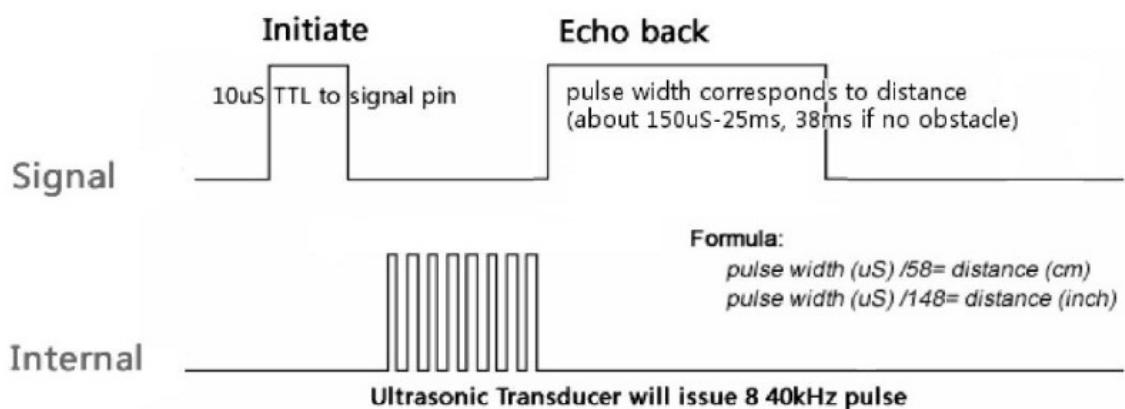 Initiate
Echo back
10uS TTL to signal pin
pulse width corresponds to distance
(about 150uS-25ms, 38ms if no obstacle)
Signal
Formula:
pulse width (uS) /58= distance (cm)
pulse width (uS) /148= distance (inch)
Internal
Ultrasonic Transducer will issue 8 40kHz pulse